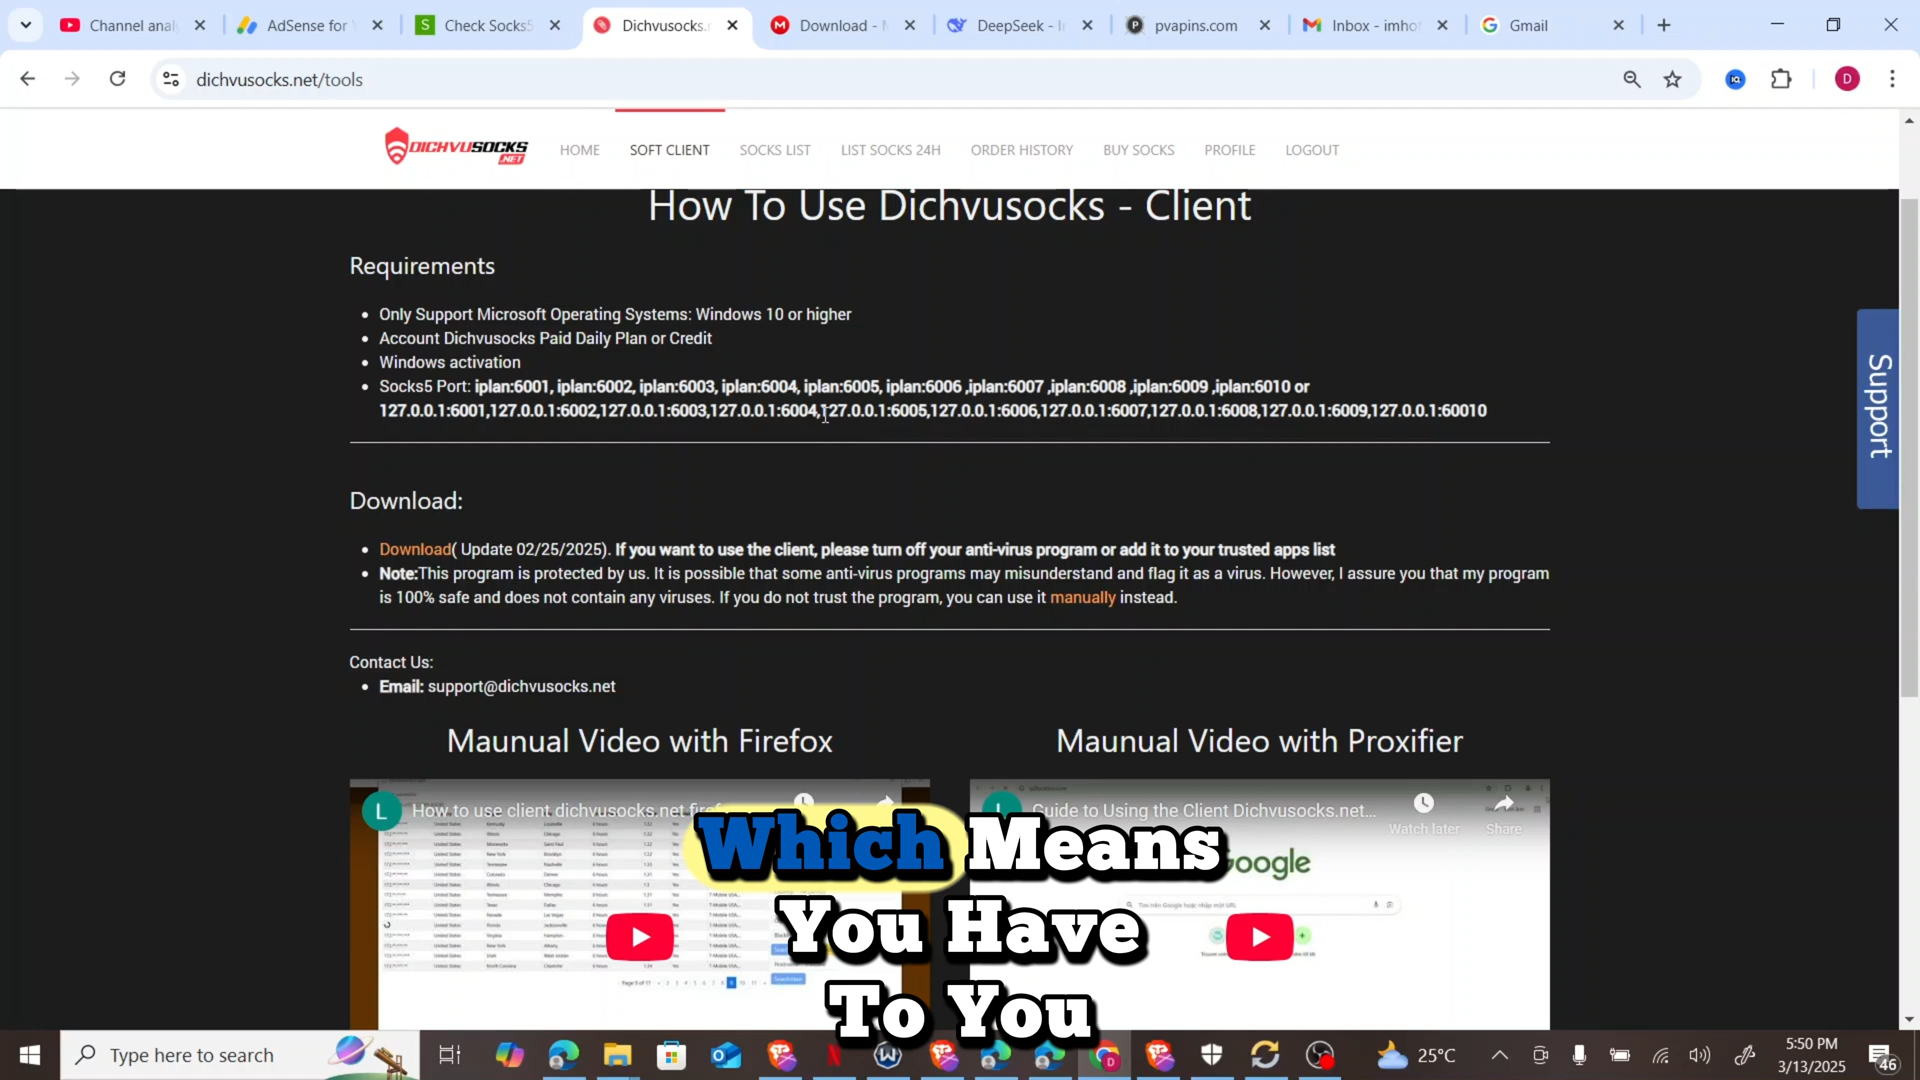 Channel anal
AdSense for Y
Check Socks5
Dichvusocks.
Download - M
DeepSeek - In
pvapins.com
Inbox - imhof
Gmail
dichvusocks.net/tools
D
DICHVUSOCKS
.NET
HOME
SOFT CLIENT
SOCKS LIST
LIST SOCKS 24H
ORDER HISTORY
BUY SOCKS
PROFILE
LOGOUT
How To Use Dichvusocks - Client
Requirements
Only Support Microsoft Operating Systems: Windows 10 or higher
Account Dichvusocks Paid Daily Plan or Credit
Windows activation
Socks5 Port: iplan:6001, iplan:6002, iplan:6003, iplan:6004, iplan:6005, iplan:6006 ,iplan:6007 ,iplan:6008 ,iplan:6009 ,iplan:6010 or
127.0.0.1:6001,127.0.0.1:6002,127.0.0.1:6003,127.0.0.1:6004,127.0.0.1:6005,127.0.0.1:6006,127.0.0.1:6007,127.0.0.1:6008,127.0.0.1:6009,127.0.0.1:60010
Support
Download:
Download( Update 02/25/2025). If you want to use the client, please turn off your anti-virus program or add it to your trusted apps list
Note:This program is protected by us. It is possible that some anti-virus programs may misunderstand and flag it as a virus. However, I assure you that my program
is 100% safe and does not contain any viruses. If you do not trust the program, you can use it manually instead.
Contact Us:
Email: support@dichvusocks.net
Maunual Video with Firefox
Maunual Video with Proxifier
L
How to use client dichvusocks.net firef
L
Guide to Using the Client Dichvusocks.net...
Watch later
Share
Google
Which Means
You Have
To You
Type here to search
25°C
5:50 PM
3/13/2025
46